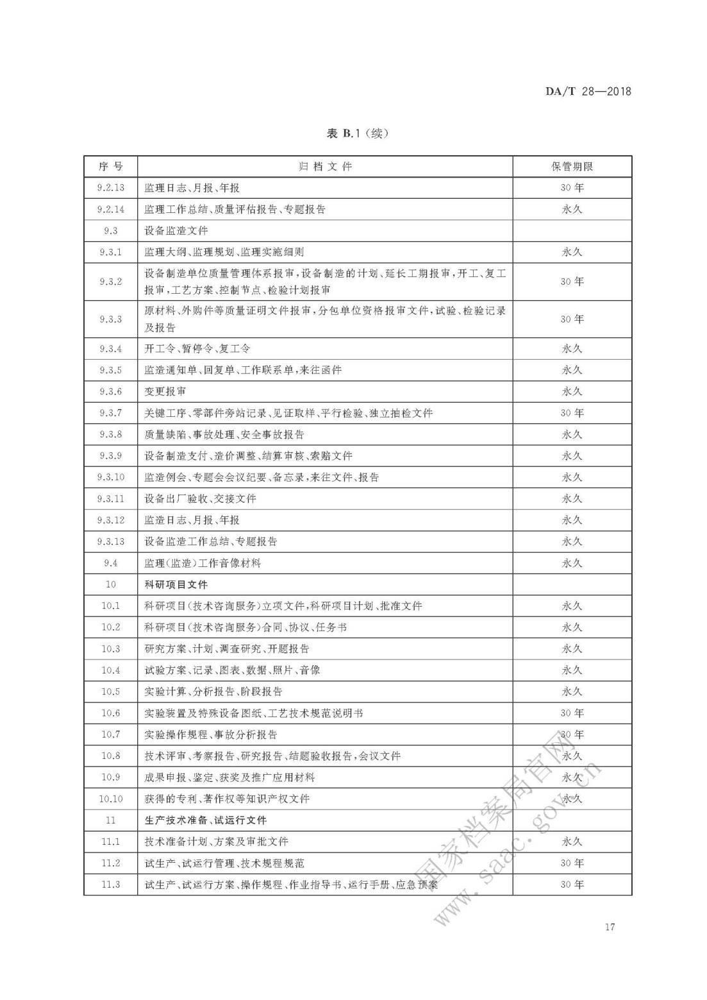 DA/T 28—2018
表 B.1（续）
序 号 归 档 文 件 保管期限
9.2.13 监理日志、月报、年报 30 年
9.2.14 监理工作总结、质量评估报告、专题报告 永久
9.3 设备监造文件
9.3.1 监理大纲、监理规划、监理实施细则 永久
9.3.2 设备制造单位质量管理体系报审，设备制造的计划、延长工期报审，开工、复工
报审，工艺方案、控制节点、检验计划报审 30 年
9.3.3 原材料、外购件等质量证明文件报审，分包单位资格报审文件，试验、检验记录
及报告 30 年
9.3.4 开工令、暂停令、复工令 永久
9.3.5 监造通知单、回复单、工作联系单，来往函件 永久
9.3.6 变更报审 永久
9.3.7 关键工序、零部件旁站记录、见证取样、平行检验、独立抽检文件 30 年
9.3.8 质量缺陷、事故处理、安全事故报告 永久
9.3.9 设备制造支付、造价调整、结算审核、索赔文件 永久
9.3.10 监造例会、专题会会议纪要、备忘录，来往文件、报告 永久
9.3.11 设备出厂验收、交接文件 永久
9.3.12 监造日志、月报、年报 永久
9.3.13 设备监造工作总结、专题报告 永久
9.4 监理（监造）工作音像材料 永久
10 科研项目文件
10.1 科研项目（技术咨询服务）立项文件，科研项目计划、批准文件 永久
10.2 科研项目（技术咨询服务）合同、协议、任务书 永久
10.3 研究方案、计划、调查研究、开题报告 永久
10.4 试验方案、记录、图表、数据、照片、音像 永久
10.5 实验计算、分析报告、阶段报告 永久
10.6 实验装置及特殊设备图纸、工艺技术规范说明书 30 年
10.7 实验操作规程、事故分析报告 30 年
10.8 技术评审、考察报告、研究报告、结题验收报告，会议文件 永久
10.9 成果申报、鉴定、获奖及推广应用材料 永久
10.10 获得的专利、著作权等知识产权文件 永久
11 生产技术准备、试运行文件
11.1 技术准备计划、方案及审批文件 永久
11.2 试生产、试运行管理、技术规程规范 30 年
11.3 试生产、试运行方案、操作规程、作业指导书、运行手册、应急预案 30 年
国家档案局官网
www.saac.gov.cn
17